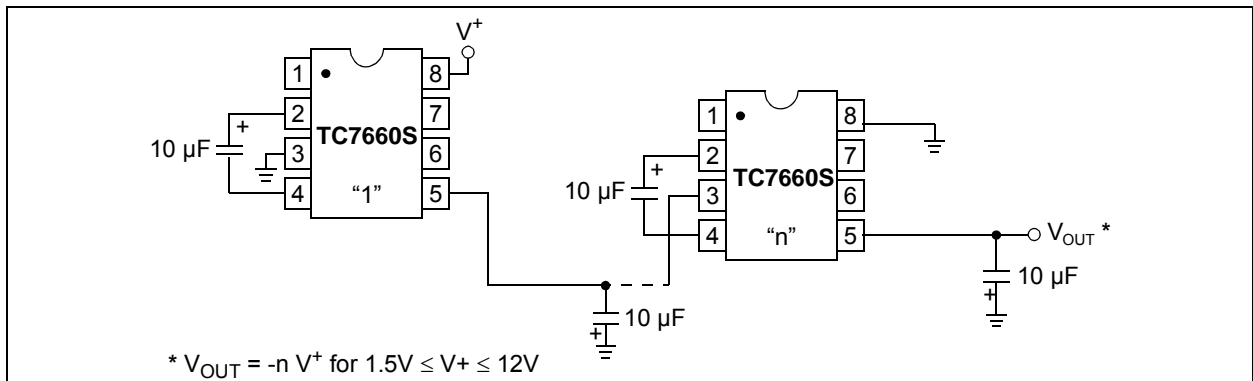 V+
1
8
2
7
+
TC7660S
10 µF
3
6
4
"1"
5
1
8
2
7
+
TC7660S
10 µF
3
6
4
"n"
5
VOUT *
10 µF
+
10 µF
+
* VOUT = -n V+ for 1.5V ≤ V+ ≤ 12V